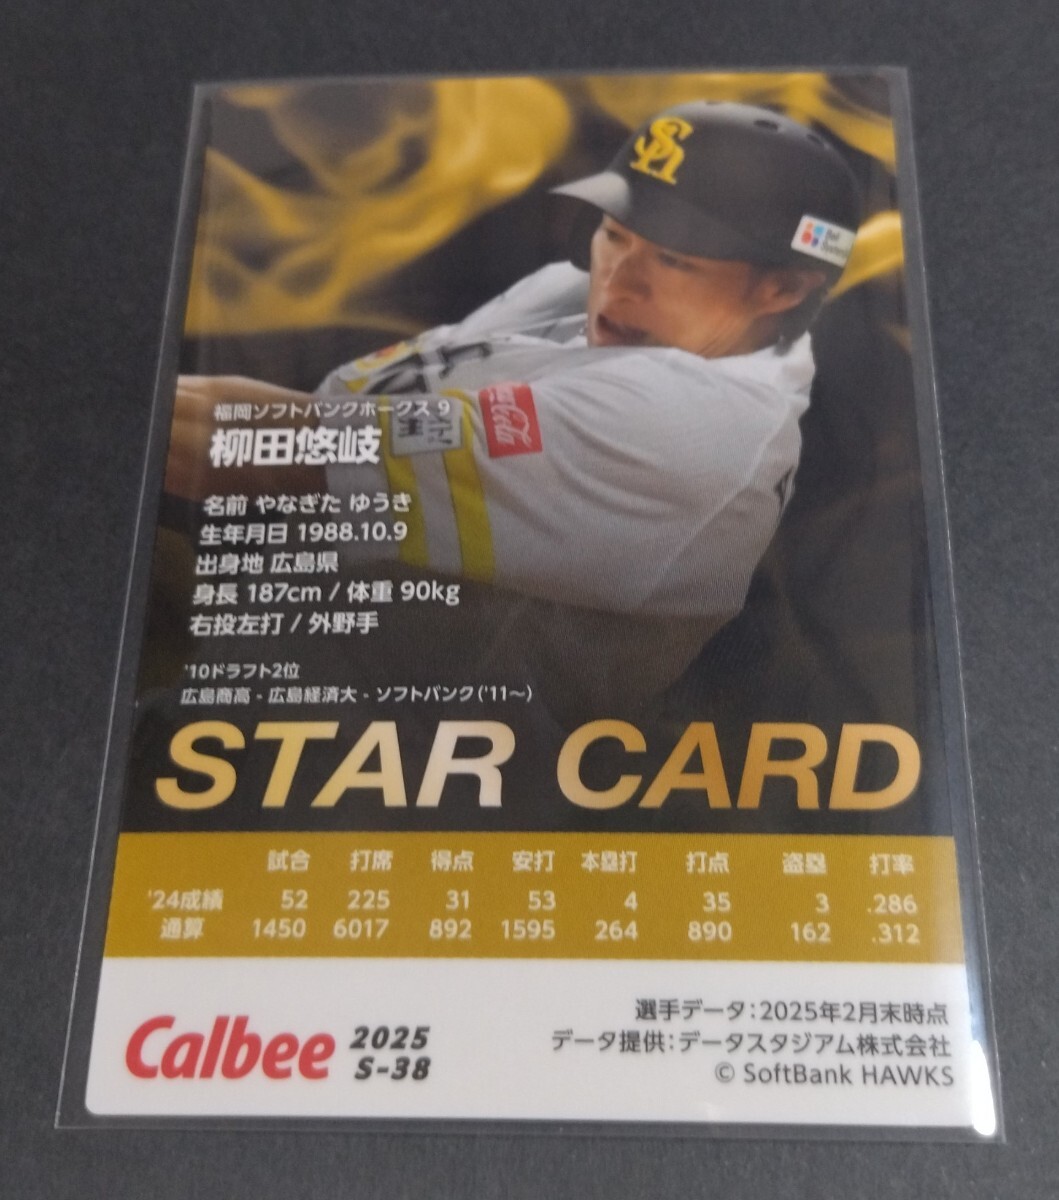 SH
Coca-Cola
福岡ソフトバンクホークス 9
柳田悠岐
名前 やなぎた ゆうき
生年月日 1988.10.9
出身地 広島県
身長 187cm / 体重 90kg
右投左打 / 外野手
'10ドラフト2位
広島商高 - 広島経済大 - ソフトバンク('11〜)
STAR CARD
試合 打席 得点 安打 本塁打 打点 盗塁 打率
'24成績 52 225 31 53 4 35 3 .286
通算 1450 6017 892 1595 264 890 162 .312
Calbee 2025
S-38
選手データ:2025年2月末時点
データ提供:データスタジアム株式会社
© SoftBank HAWKS